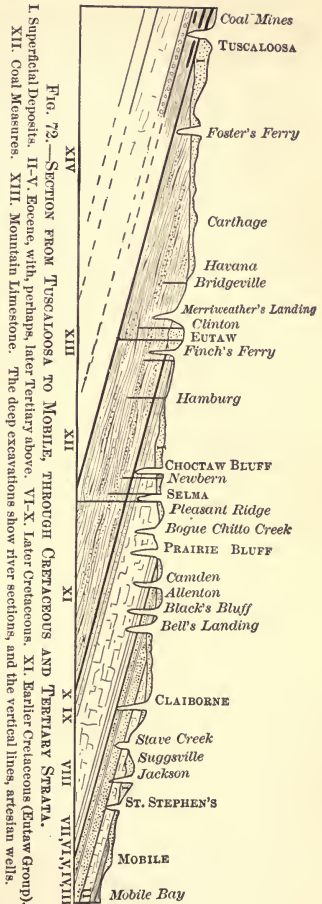 Coal Mines
TUSCALOOSA
Foster's Ferry
Carthage
Havana
Bridgeville
Merriweather's Landing
Clinton
EUTAW
Finch's Ferry
Hamburg
CHOCTAW BLUFF
Newbern
SELMA
Pleasant Ridge
Bogue Chitto Creek
PRAIRIE BLUFF
Camden
Allenton
Black's Bluff
Bell's Landing
CLAIBORNE
Stave Creek
Suggsville
Jackson
ST. STEPHEN'S
MOBILE
Mobile Bay
I
I
I
II
XIV
XIII
XII
XI
X IX
VIII
VII,VI,V,IV,III
FIG. 72.—SECTION FROM TUSCALOOSA TO MOBILE, THROUGH CRETACEOUS AND TERTIARY STRATA.
I. Superficial Deposits. II-V. Eocene, with, perhaps, later Tertiary above. VI-X. Later Cretaceous. XI. Earlier Cretaceous (Eutaw Group).
XII. Coal Measures. XIII. Mountain Limestone. The deep excavations show river sections, and the vertical lines, artesian wells.